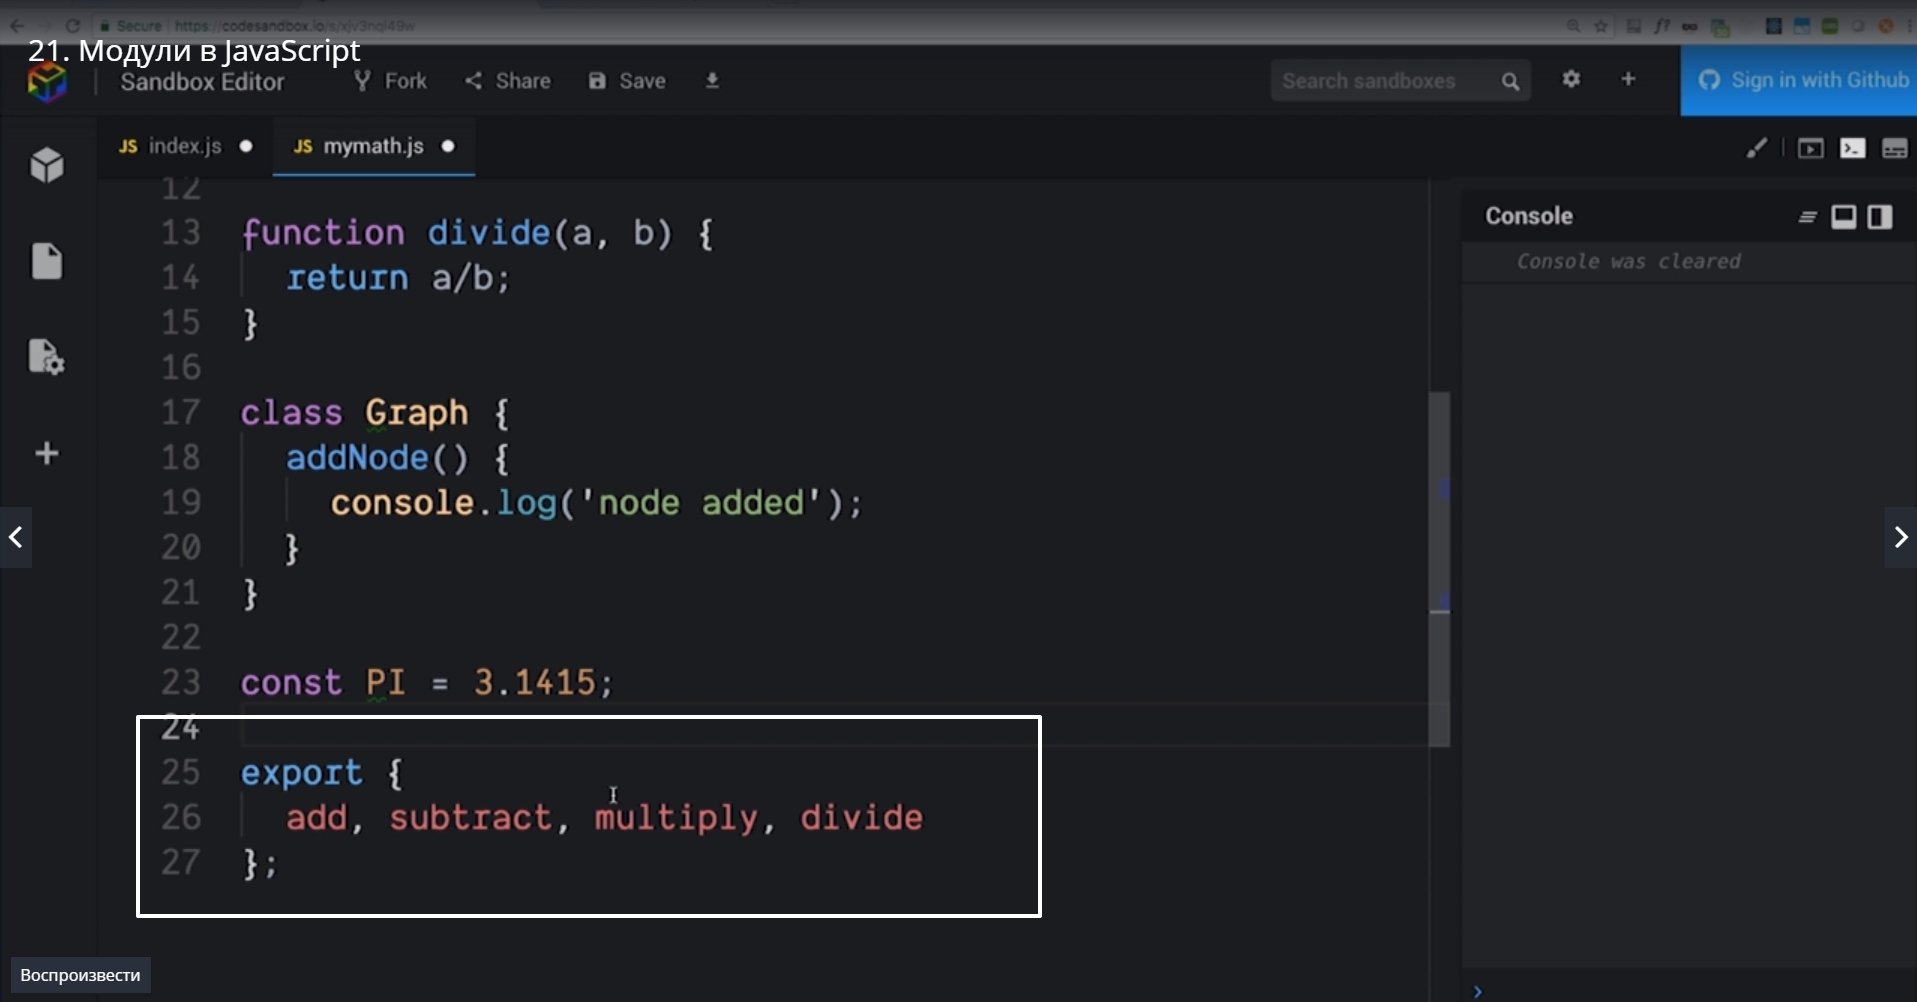 Secure https://codesandbox.io/s/xjv3nql49w
21. Модули в JavaScript
Sandbox Editor Fork Share Save Search sandboxes Sign in with Github
JS index.js JS mymath.js
12
13 function divide(a, b) {
14 return a/b;
15 }
16
17 class Graph {
18 addNode() {
19 console.log('node added');
20 }
21 }
22
23 const PI = 3.1415;
24
25 export {
26 add, subtract, multiply, divide
27 };
Console
Console was cleared
Воспроизвести